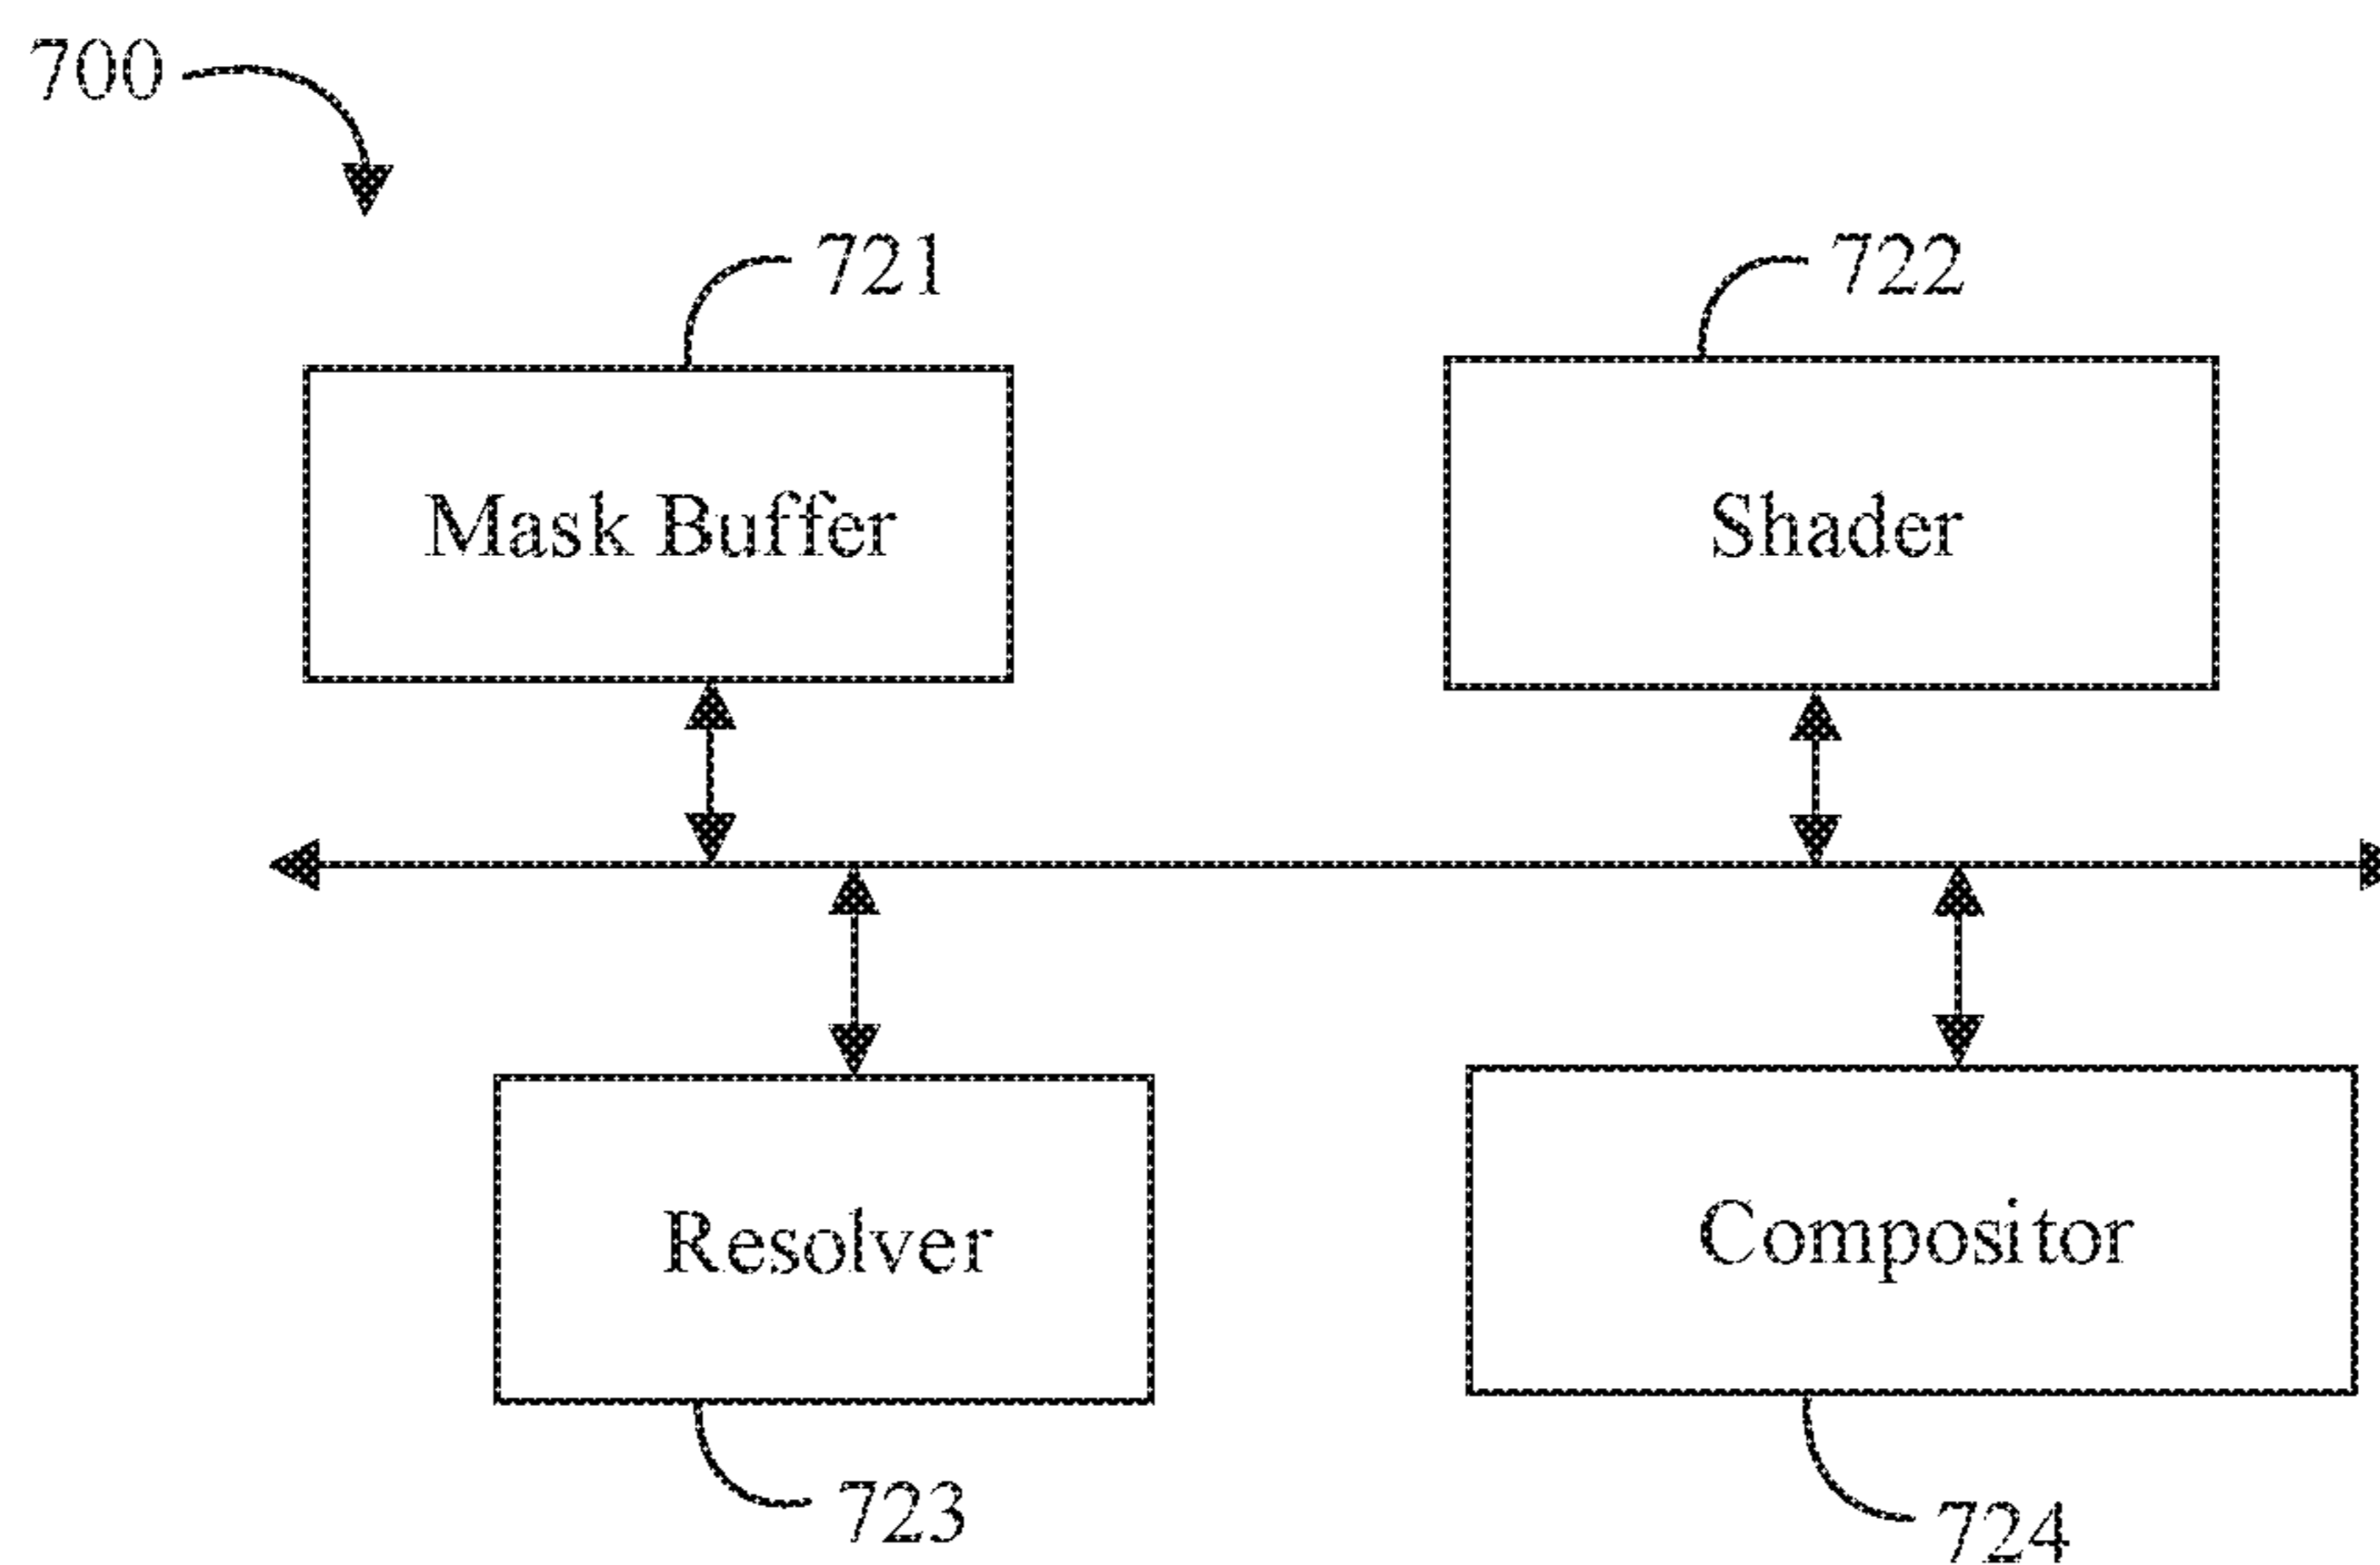 700
721
722
Mask Buffer
Shader
Resolver
Compositor
723
724